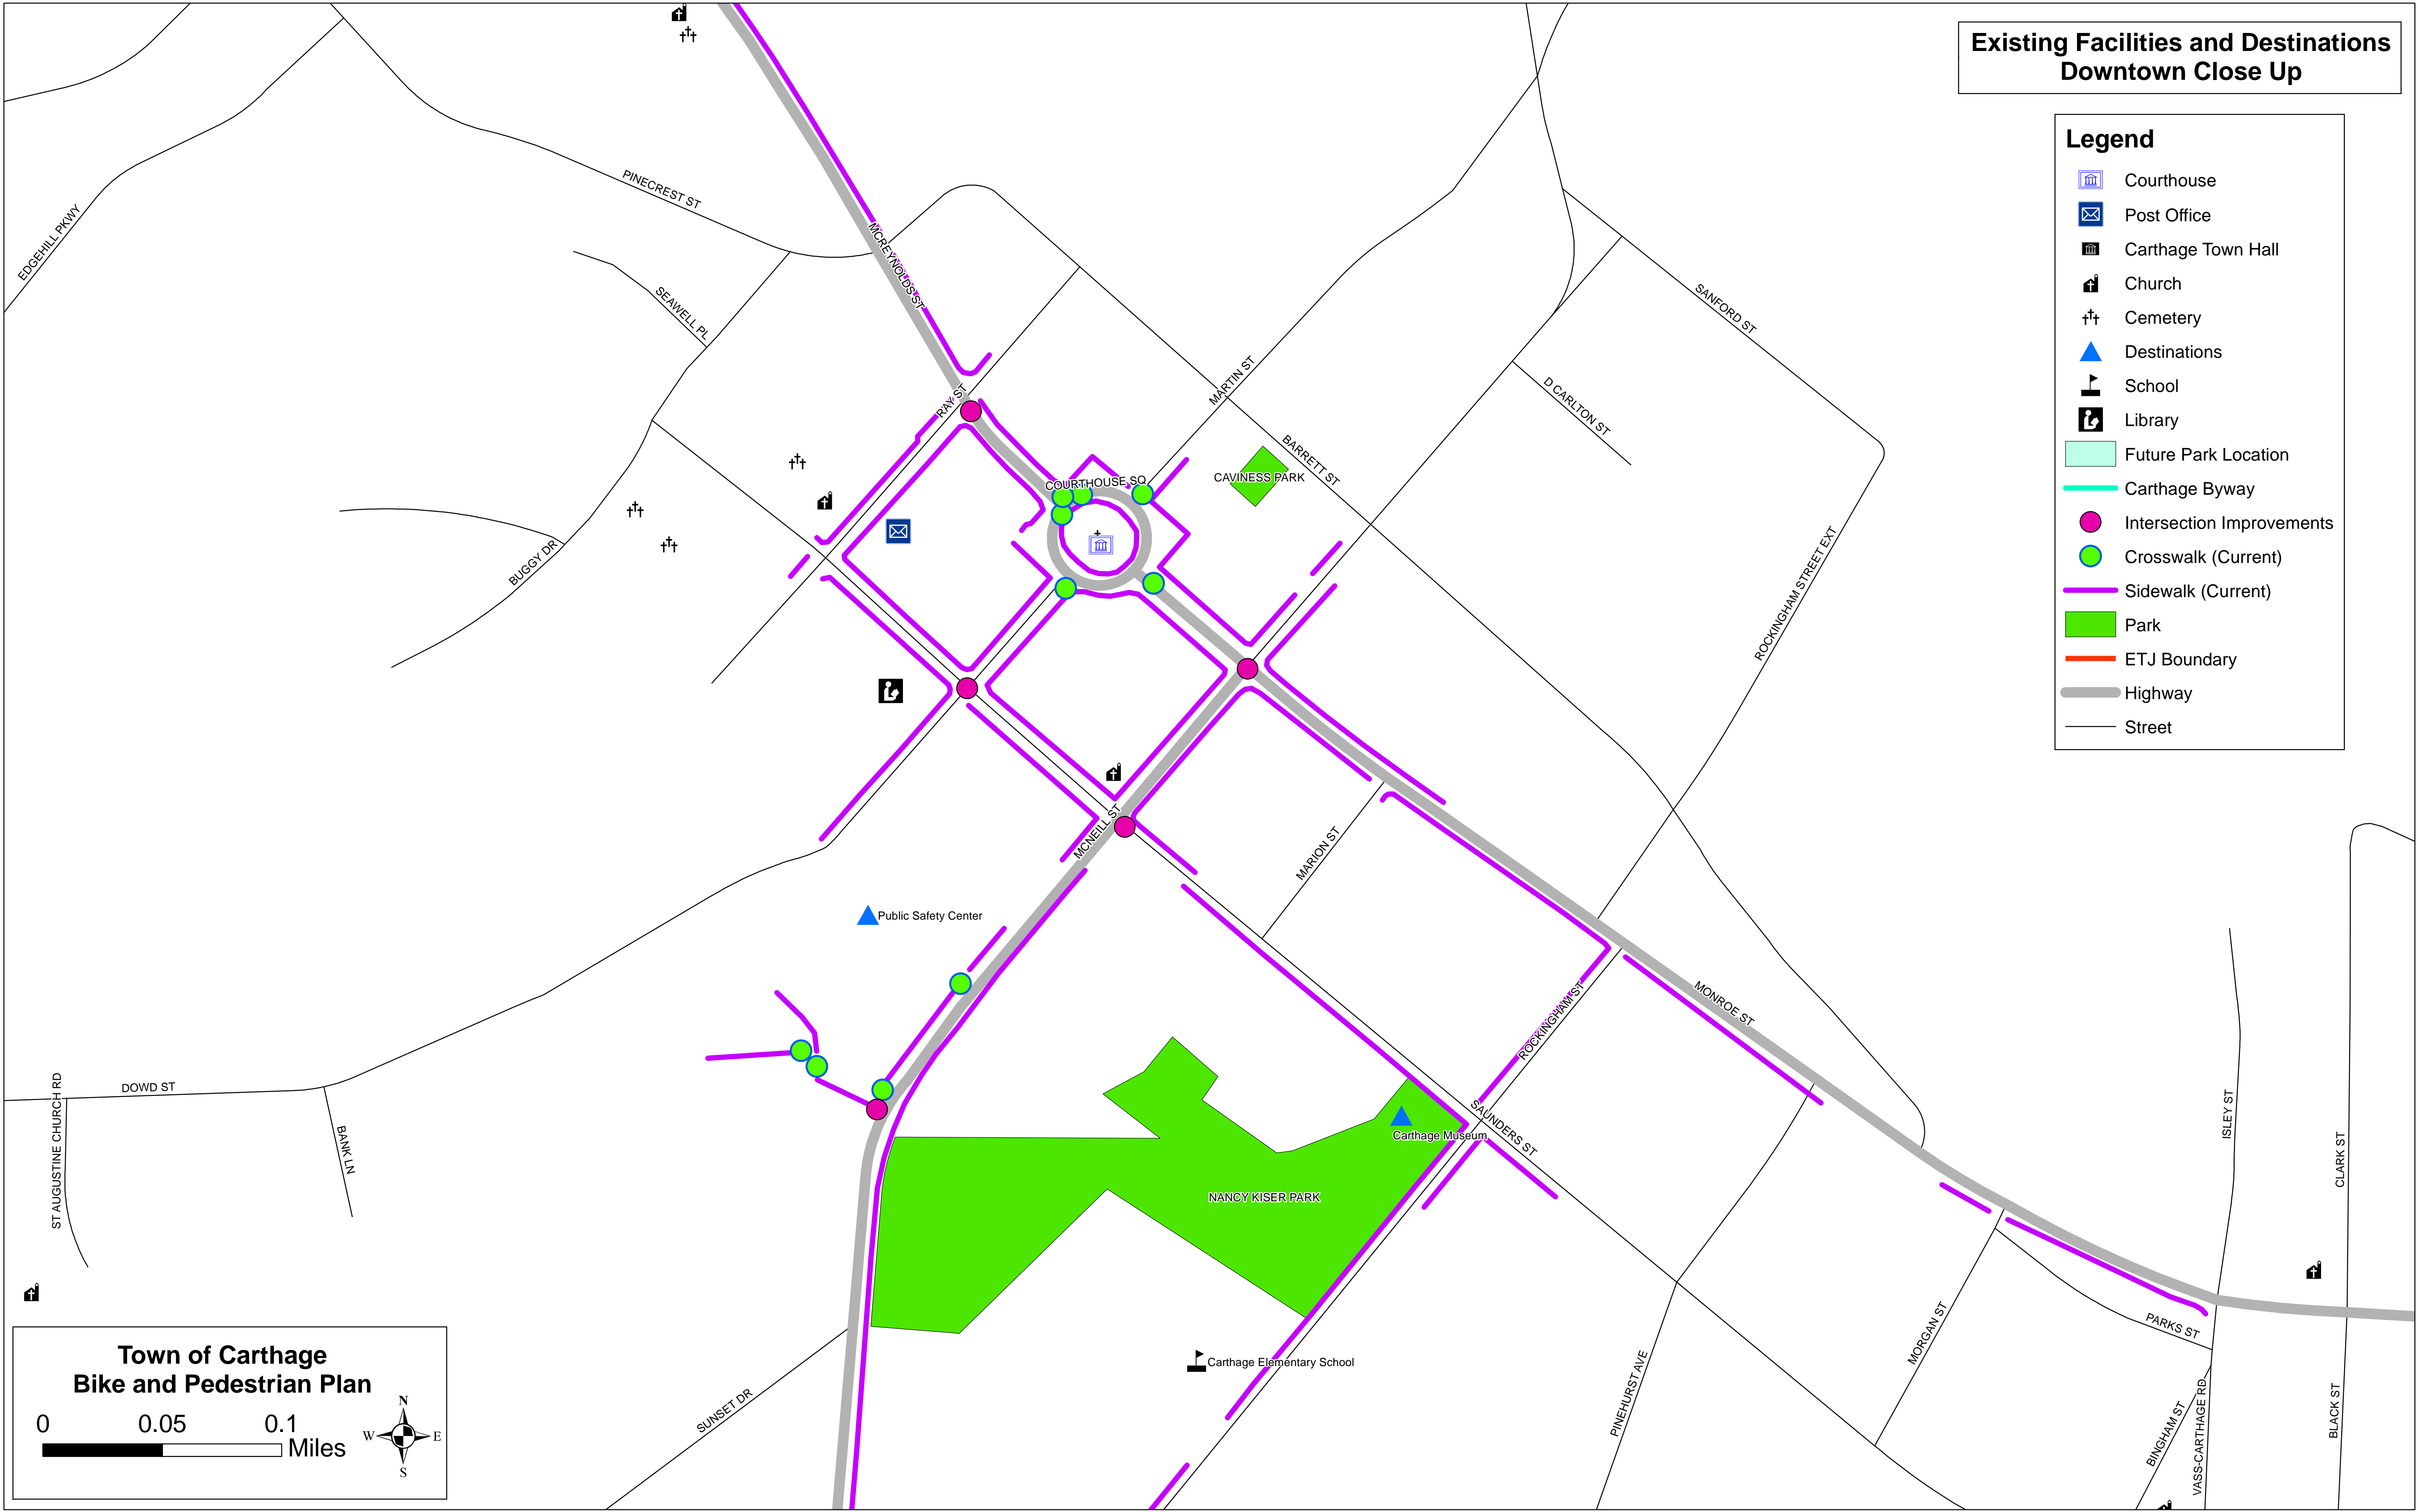 Existing Facilities and Destinations
Downtown Close Up
Legend
Courthouse
Post Office
Carthage Town Hall
Church
Cemetery
Destinations
School
Library
Future Park Location
Carthage Byway
Intersection Improvements
Crosswalk (Current)
Sidewalk (Current)
Park
ETJ Boundary
Highway
Street
EDGEHILL PKWY
PINECREST ST
SEAWELL PL
MCREYNOLDS ST
RAY ST
BUGGY DR
COURTHOUSE SQ
MARTIN ST
CAVINESS PARK
BARRETT ST
D CARLTON ST
SANFORD ST
ROCKINGHAM STREET EXT
MCNEILL ST
MARION ST
Public Safety Center
ROCKINGHAM ST
MONROE ST
SAUNDERS ST
Carthage Museum
NANCY KISER PARK
Carthage Elementary School
DOWD ST
ST AUGUSTINE CHURCH RD
BANK LN
SUNSET DR
PINEHURST AVE
MORGAN ST
PARKS ST
BINGHAM ST
VASS-CARTHAGE RD
ISLEY ST
CLARK ST
BLACK ST
Town of Carthage
Bike and Pedestrian Plan
0 0.05 0.1
Miles
N
W E
S